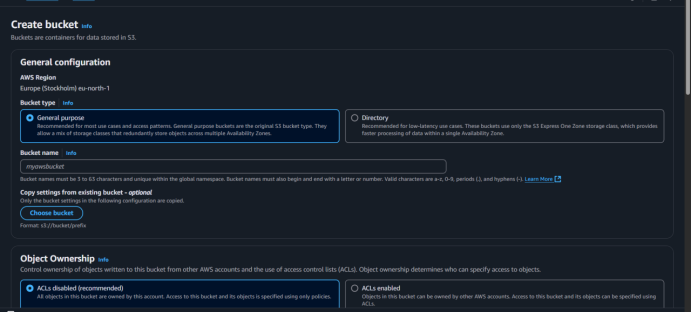 Create bucket Info
Buckets are containers for data stored in S3.
General configuration
AWS Region
Europe (Stockholm) eu-north-1
Bucket type | Info
General purpose
Recommended for most use cases and access patterns. General purpose buckets are the original S3 bucket type. They
allow a mix of storage classes that redundantly store objects across multiple Availability Zones.
Directory
Recommended for low-latency use cases. These buckets use only the S3 Express One Zone storage class, which provides
faster processing of data within a single Availability Zone.
Bucket name | Info
myawsbucket
Bucket names must be 3 to 63 characters and unique within the global namespace. Bucket names must also begin and end with a letter or number. Valid characters are a-z, 0-9, periods (.), and hyphens (-). Learn More
Copy settings from existing bucket - optional
Only the bucket settings in the following configuration are copied.
Choose bucket
Format: s3://bucket/prefix
Object Ownership Info
Control ownership of objects written to this bucket from other AWS accounts and the use of access control lists (ACLs). Object ownership determines who can specify access to objects.
ACLs disabled (recommended)
All objects in this bucket are owned by this account. Access to this bucket and its objects is specified using only policies.
ACLs enabled
Objects in this bucket can be owned by other AWS accounts. Access to this bucket and its objects can be specified using
ACLs.